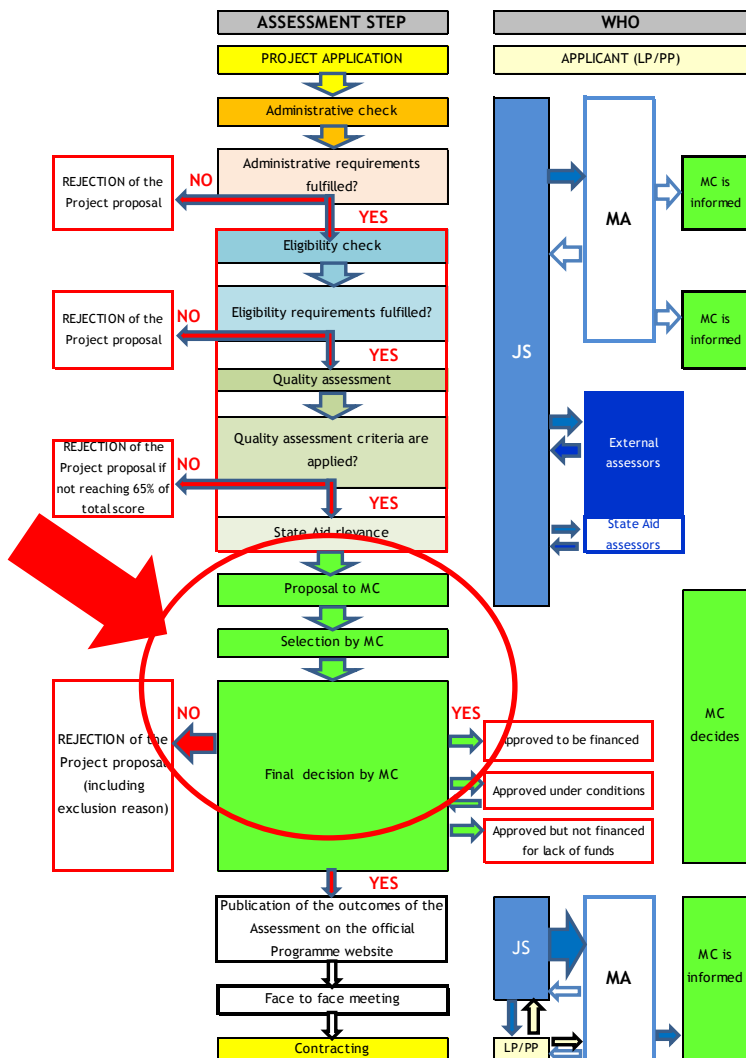 ASSESSMENT STEP
WHO
PROJECT APPLICATION
APPLICANT (LP/PP)
Administrative check
Administrative requirements
fulfilled?
NO
REJECTION of the
Project proposal
YES
MA
MC is
informed
Eligibility check
Eligibility requirements fulfilled?
NO
REJECTION of the
Project proposal
YES
MC is
informed
JS
Quality assessment
Quality assessment criteria are
applied?
NO
REJECTION of the
Project proposal if
not reaching 65% of
total score
YES
External
assessors
State Aid rlevance
State Aid
assessors
Proposal to MC
Selection by MC
NO
REJECTION of the
Project proposal
(including
exclusion reason)
Final decision by MC
YES
Approved to be financed
Approved under conditions
Approved but not financed
for lack of funds
MC
decides
YES
Publication of the outcomes of the
Assessment on the official
Programme website
JS
MA
MC is
informed
Face to face meeting
Contracting
LP/PP